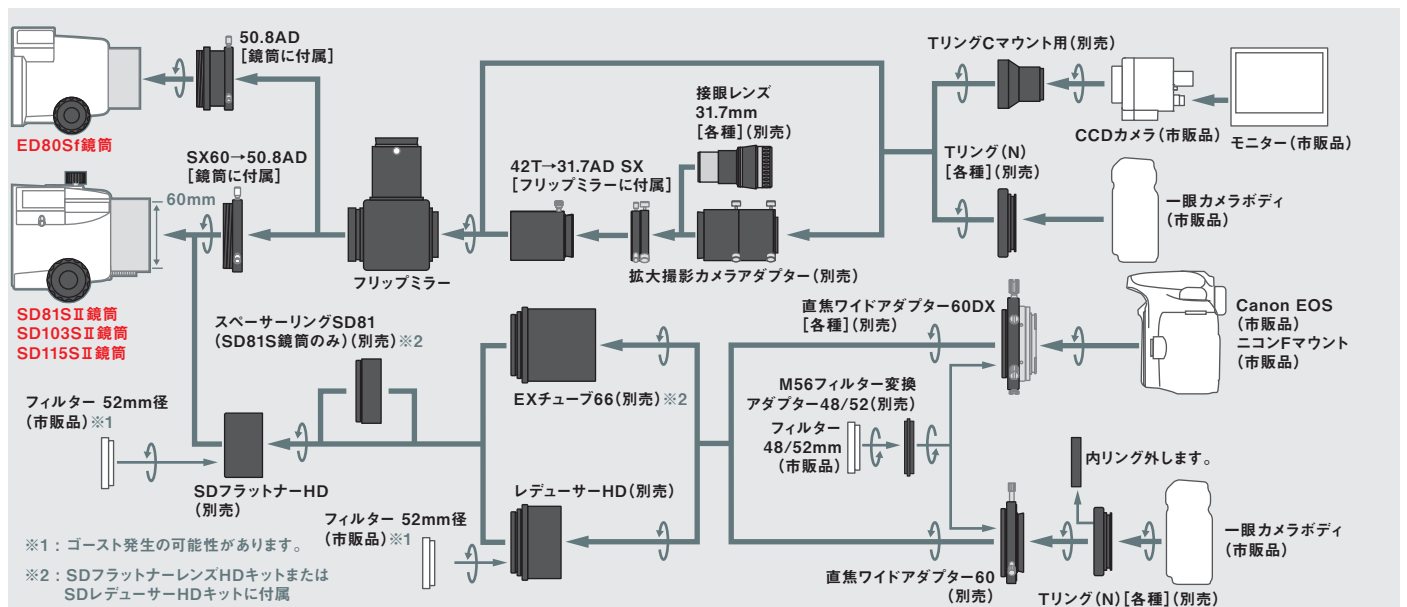 50.8AD
[鏡筒に付属]
ED80Sf鏡筒
SX60→50.8AD
[鏡筒に付属]
60mm
SD81SⅡ鏡筒
SD103SⅡ鏡筒
SD115SⅡ鏡筒
フリップミラー
42T→31.7AD SX
[フリップミラーに付属]
接眼レンズ
31.7mm
[各種](別売)
拡大撮影カメラアダプター(別売)
TリングCマウント用(別売)
CCDカメラ(市販品)
モニター(市販品)
Tリング(N)
[各種](別売)
一眼カメラボディ
(市販品)
スペーサーリングSD81
(SD81S鏡筒のみ)(別売)※2
フィルター 52mm径
(市販品)※1
SDフラットナーHD
(別売)
EXチューブ66(別売)※2
レデューサーHD(別売)
フィルター 52mm径
(市販品)※1
直焦ワイドアダプター60DX
[各種](別売)
Canon EOS
(市販品)
ニコンFマウント
(市販品)
M56フィルター変換
アダプター48/52(別売)
フィルター
48/52mm
(市販品)
内リング外します。
直焦ワイドアダプター60
(別売)
Tリング(N)[各種](別売)
一眼カメラボディ
(市販品)
※1:ゴースト発生の可能性があります。
※2:SDフラットナーレンズHDキットまたは
SDレデューサーHDキットに付属